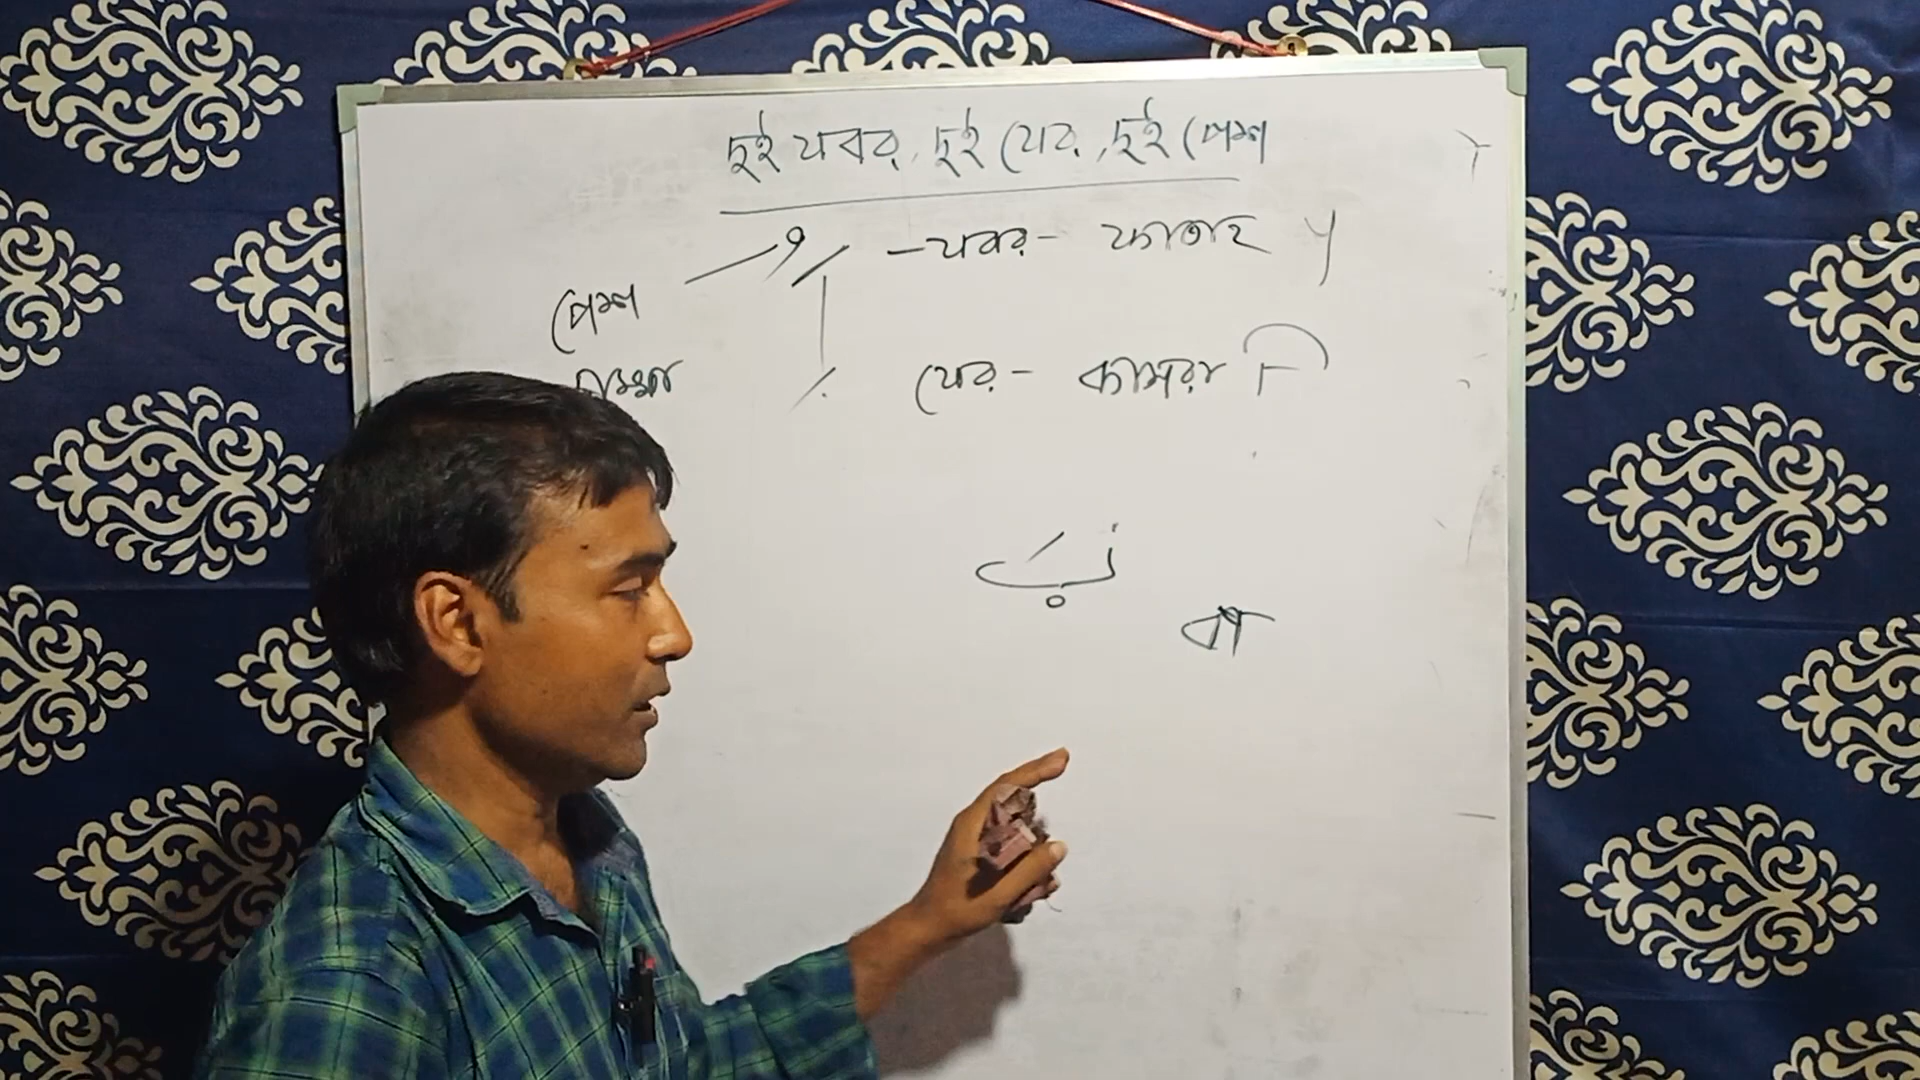 দুই যবর, দুই যের, দুই পেশ
– যবর – ফাতাহ
পেশ
যের – কাসরা
بَ